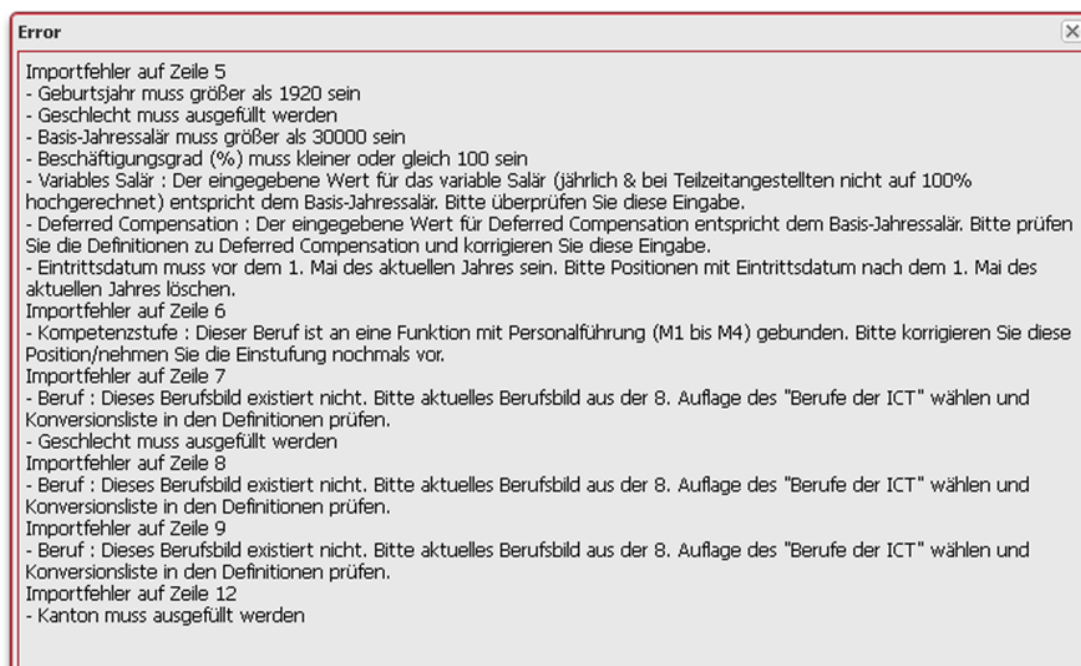 Error
Importfehler auf Zeile 5
- Geburtsjahr muss größer als 1920 sein
- Geschlecht muss ausgefüllt werden
- Basis-Jahressalär muss größer als 30000 sein
- Beschäftigungsgrad (%) muss kleiner oder gleich 100 sein
- Variables Salär : Der eingegebene Wert für das variable Salär (jährlich & bei Teilzeitangestellten nicht auf 100%
hochgerechnet) entspricht dem Basis-Jahressalär. Bitte überprüfen Sie diese Eingabe.
- Deferred Compensation : Der eingegebene Wert für Deferred Compensation entspricht dem Basis-Jahressalär. Bitte prüfen
Sie die Definitionen zu Deferred Compensation und korrigieren Sie diese Eingabe.
- Eintrittsdatum muss vor dem 1. Mai des aktuellen Jahres sein. Bitte Positionen mit Eintrittsdatum nach dem 1. Mai des
aktuellen Jahres löschen.
Importfehler auf Zeile 6
- Kompetenzstufe : Dieser Beruf ist an eine Funktion mit Personalführung (M1 bis M4) gebunden. Bitte korrigieren Sie diese
Position/nehmen Sie die Einstufung nochmals vor.
Importfehler auf Zeile 7
- Beruf : Dieses Berufsbild existiert nicht. Bitte aktuelles Berufsbild aus der 8. Auflage des "Berufe der ICT" wählen und
Konversionsliste in den Definitionen prüfen.
- Geschlecht muss ausgefüllt werden
Importfehler auf Zeile 8
- Beruf : Dieses Berufsbild existiert nicht. Bitte aktuelles Berufsbild aus der 8. Auflage des "Berufe der ICT" wählen und
Konversionsliste in den Definitionen prüfen.
Importfehler auf Zeile 9
- Beruf : Dieses Berufsbild existiert nicht. Bitte aktuelles Berufsbild aus der 8. Auflage des "Berufe der ICT" wählen und
Konversionsliste in den Definitionen prüfen.
Importfehler auf Zeile 12
- Kanton muss ausgefüllt werden